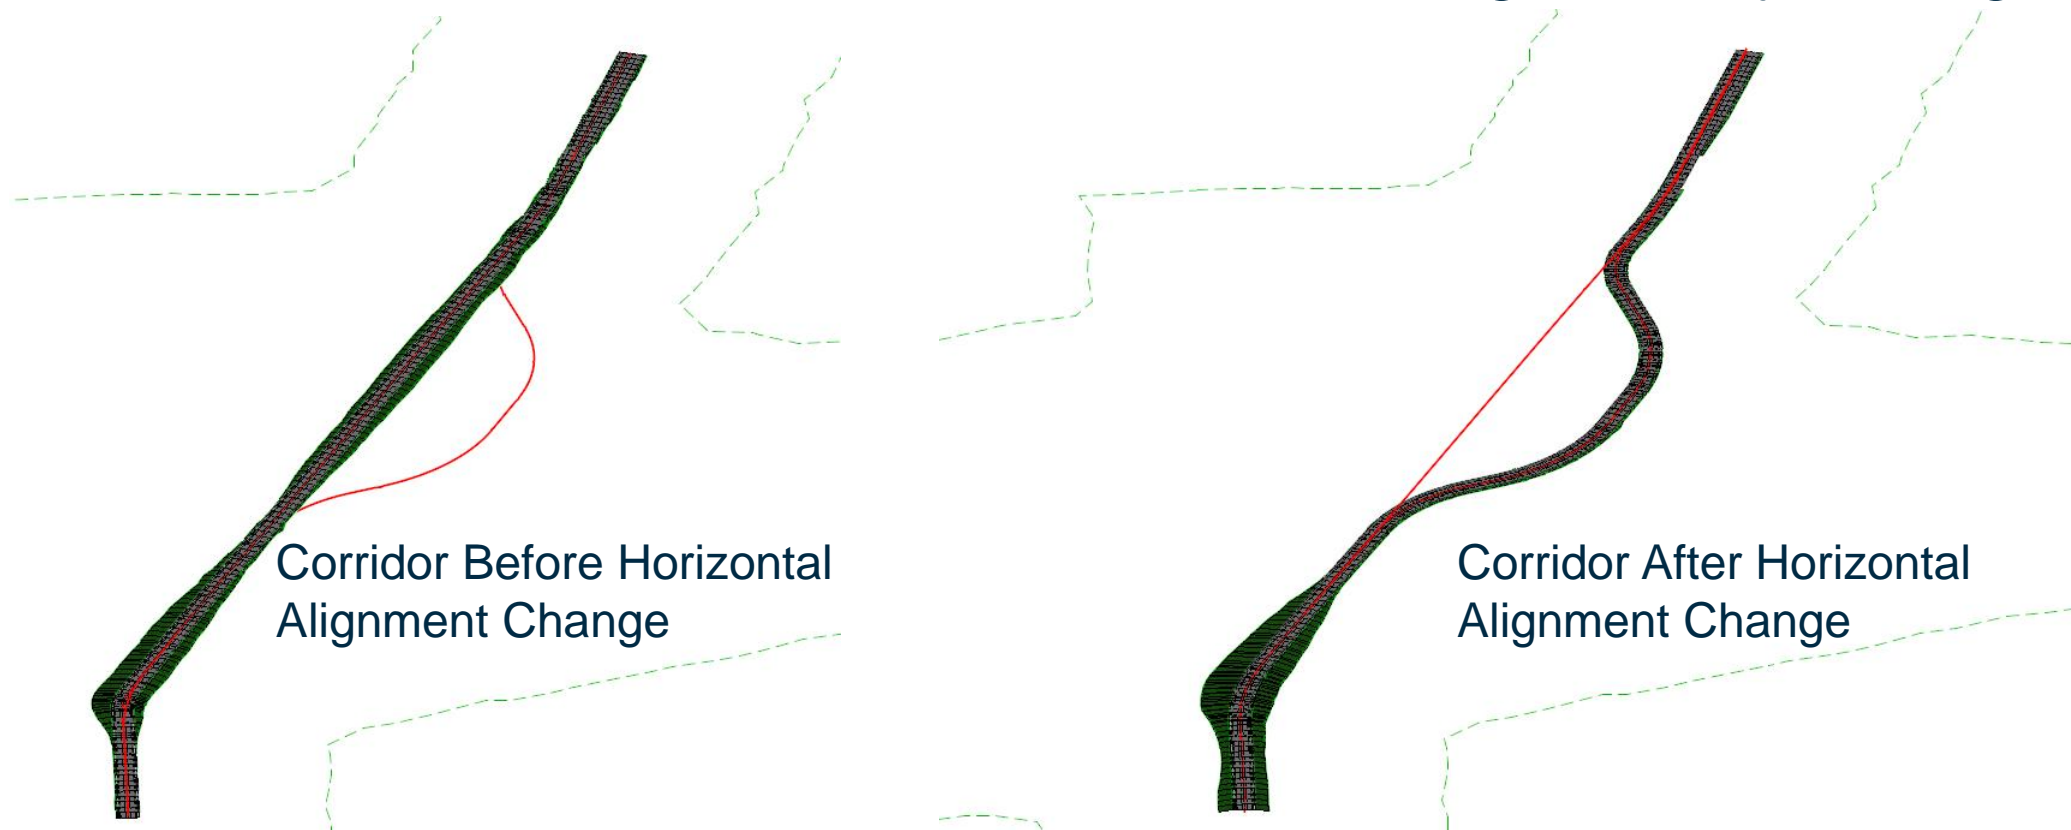 Corridor Before Horizontal
Alignment Change
Corridor After Horizontal
Alignment Change